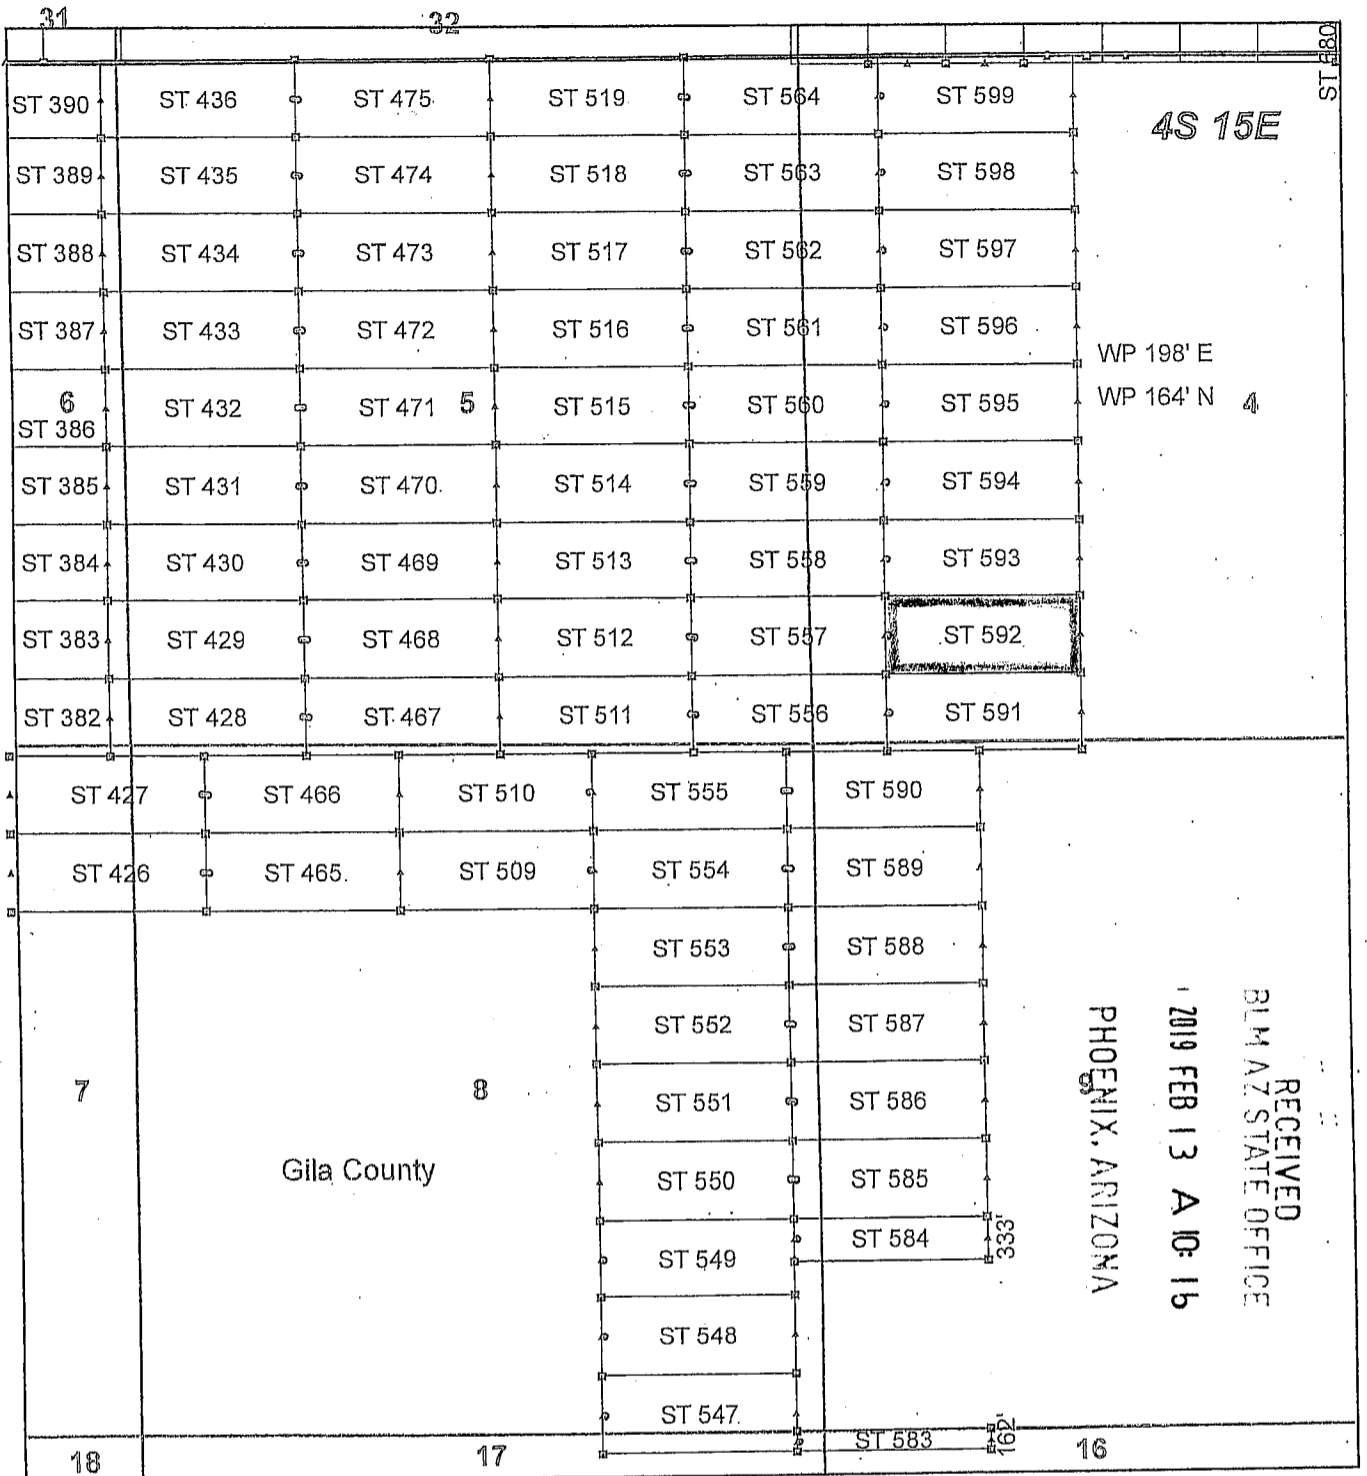 31 32
ST 380
ST 390 ST 436 ST 475 ST 519 ST 564 ST 599
4S 15E
ST 389 ST 435 ST 474 ST 518 ST 563 ST 598
ST 388 ST 434 ST 473 ST 517 ST 562 ST 597
ST 387 ST 433 ST 472 ST 516 ST 561 ST 596
WP 198' E
WP 164' N 4
6 ST 432 ST 471 5 ST 515 ST 560 ST 595
ST 386
ST 385 ST 431 ST 470 ST 514 ST 559 ST 594
ST 384 ST 430 ST 469 ST 513 ST 558 ST 593
ST 383 ST 429 ST 468 ST 512 ST 557 ST 592
ST 382 ST 428 ST 467 ST 511 ST 556 ST 591
ST 427 ST 466 ST 510 ST 555 ST 590
ST 426 ST 465 ST 509 ST 554 ST 589
ST 553 ST 588
ST 552 ST 587
7 8 ST 551 ST 586 9
Gila County
ST 550 ST 585
ST 549 ST 584 333'
ST 548
ST 547
ST 583 162'
18 17 16
RECEIVED
BLM AZ STATE OFFICE
2019 FEB 13 A 10: 16
PHOENIX, ARIZONA